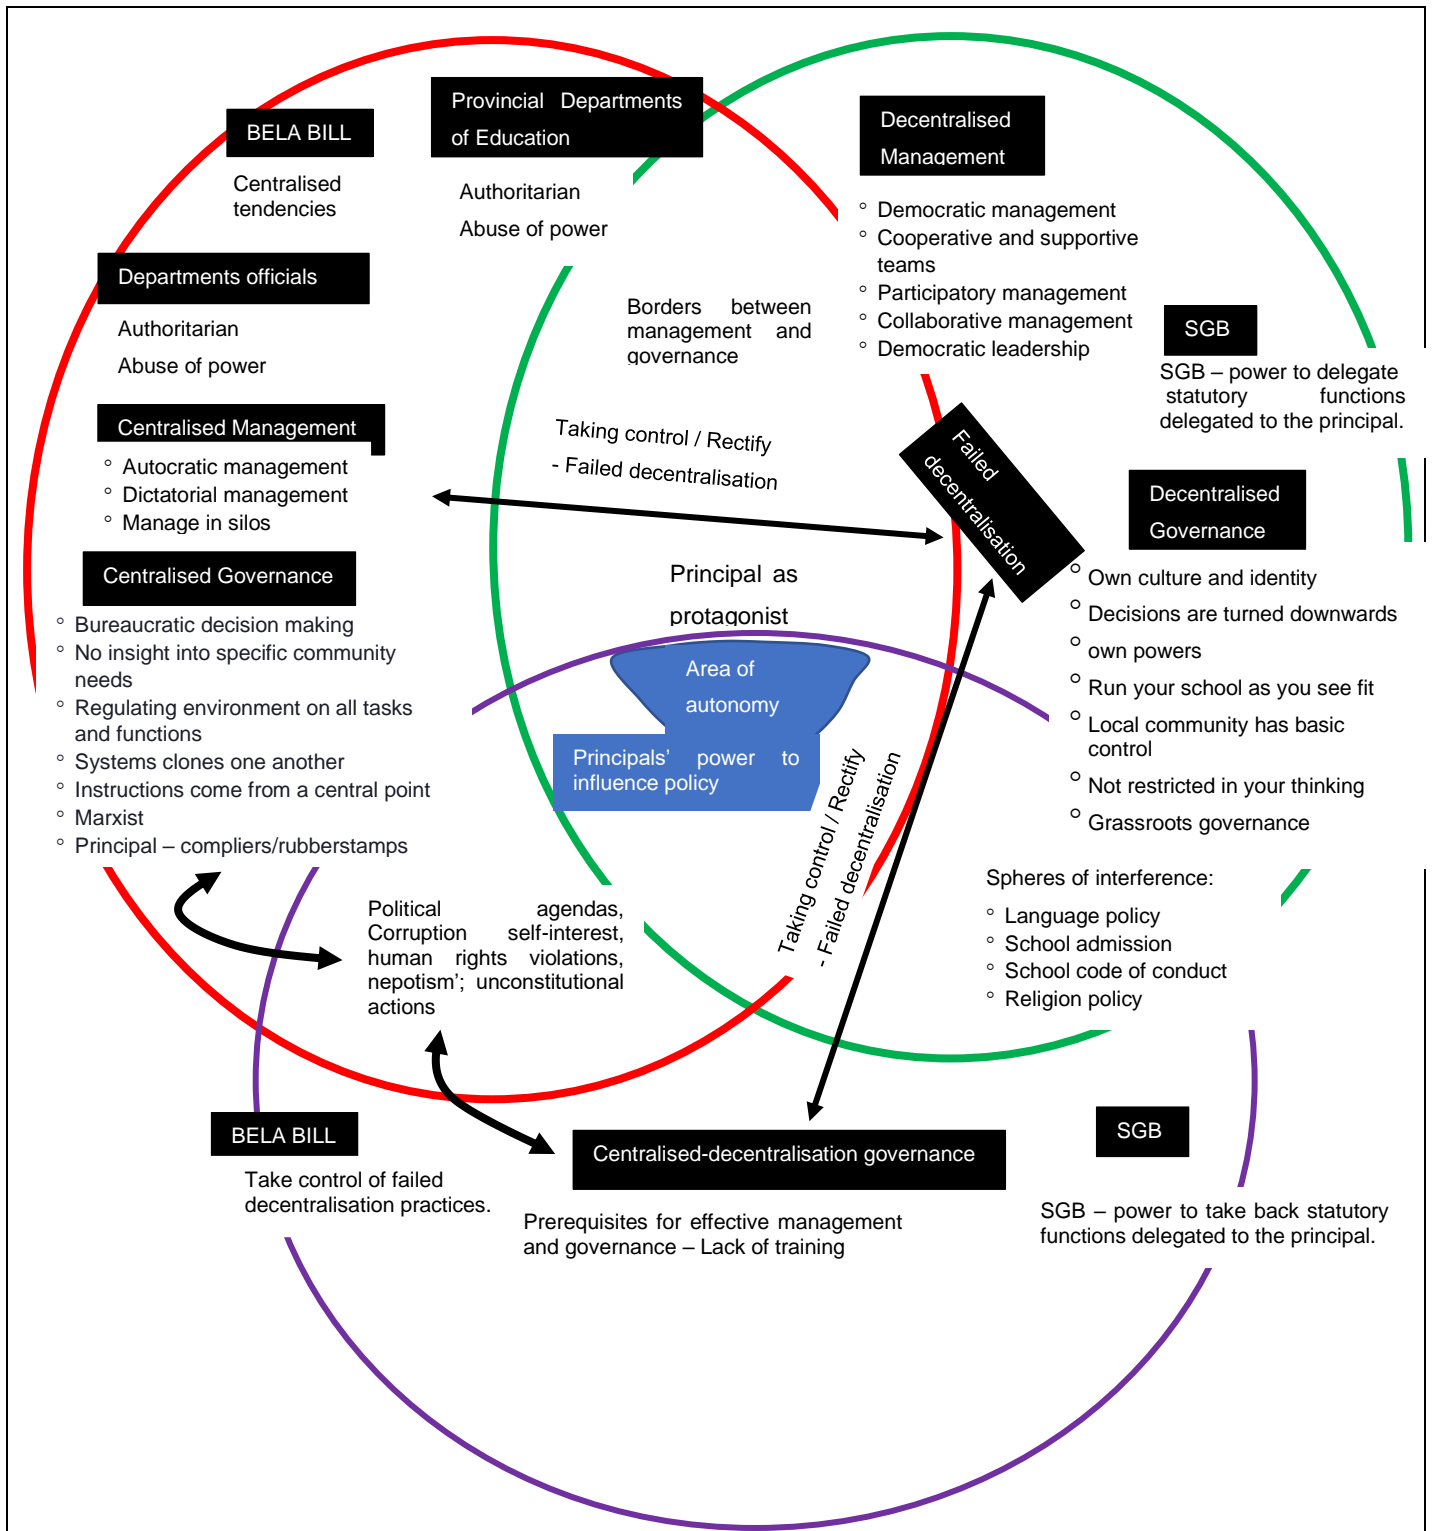 BELA BILL
Centralised
tendencies
Provincial Departments
of Education
Authoritarian
Abuse of power
Decentralised
Management
° Democratic management
° Cooperative and supportive
teams
° Participatory management
° Collaborative management
° Democratic leadership
Departments officials
Authoritarian
Abuse of power
Borders between
management and
governance
SGB
SGB – power to delegate
statutory functions
delegated to the principal.
Centralised Management
° Autocratic management
° Dictatorial management
° Manage in silos
Taking control / Rectify
- Failed decentralisation
Failed
decentralisation
Decentralised
Governance
° Own culture and identity
° Decisions are turned downwards
° own powers
° Run your school as you see fit
° Local community has basic
control
° Not restricted in your thinking
° Grassroots governance
Centralised Governance
° Bureaucratic decision making
° No insight into specific community
needs
° Regulating environment on all tasks
and functions
° Systems clones one another
° Instructions come from a central point
° Marxist
° Principal – compliers/rubberstamps
Principal as
protagonist
Area of
autonomy
Principals’ power to
influence policy
Taking control / Rectify
- Failed decentralisation
Spheres of interference:
° Language policy
° School admission
° School code of conduct
° Religion policy
Political agendas,
Corruption self-interest,
human rights violations,
nepotism’; unconstitutional
actions
BELA BILL
Take control of failed
decentralisation practices.
Centralised-decentralisation governance
Prerequisites for effective management
and governance – Lack of training
SGB
SGB – power to take back statutory
functions delegated to the principal.